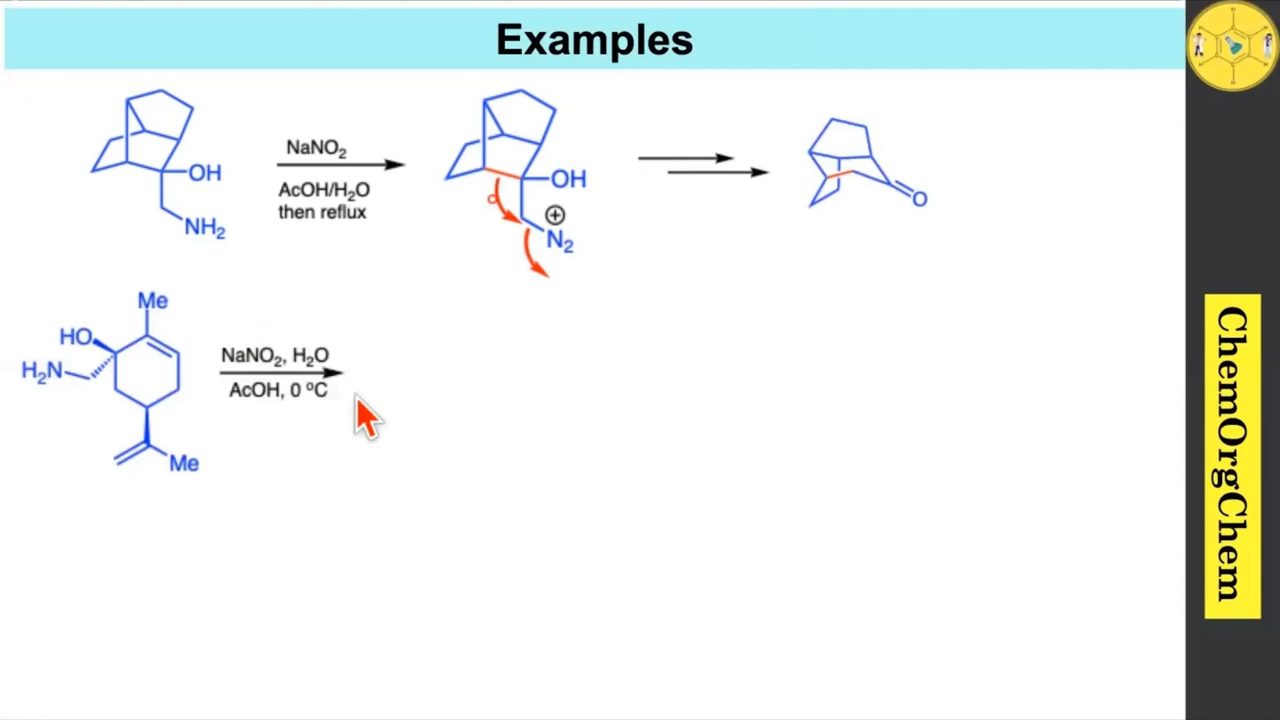 Examples
NaNO₂
AcOH/H₂O
then reflux
OH
NH₂
OH
⊕
N₂
O
Me
HO
H₂N
NaNO₂, H₂O
AcOH, 0 ºC
Me
ChemOrgChem